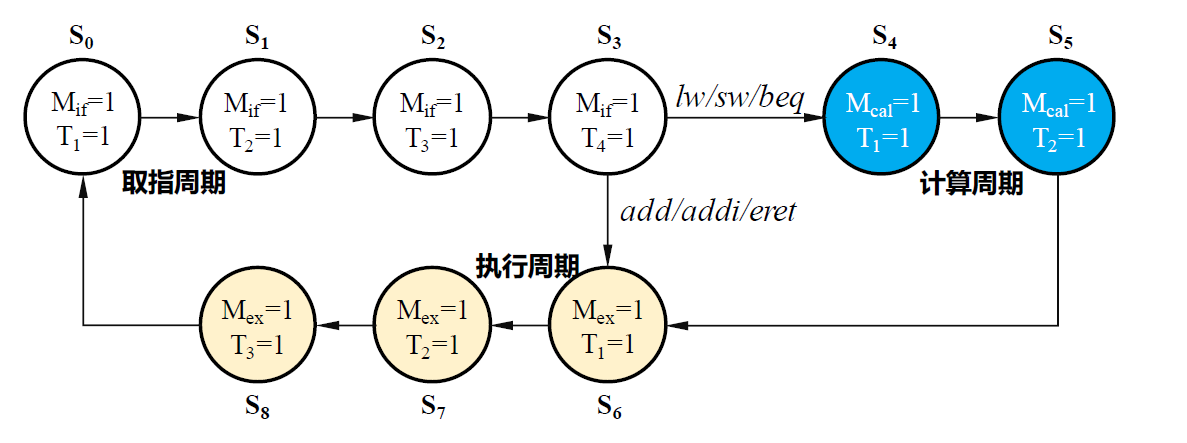 S₀ S₁ S₂ S₃ S₄ S₅
Mif=1
T₁=1
Mif=1
T₂=1
Mif=1
T₃=1
Mif=1
T₄=1
lw/sw/beq
Mcal=1
T₁=1
Mcal=1
T₂=1
取指周期
计算周期
add/addi/eret
执行周期
Mex=1
T₃=1
Mex=1
T₂=1
Mex=1
T₁=1
S₈ S₇ S₆